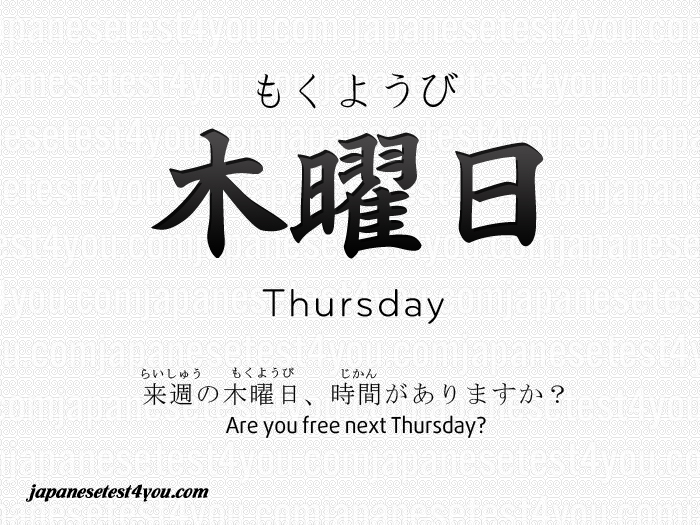 もくようび
木曜日
Thursday
らいしゅう もくようび じかん
来週の木曜日、時間がありますか？
Are you free next Thursday?
japanesetest4you.com